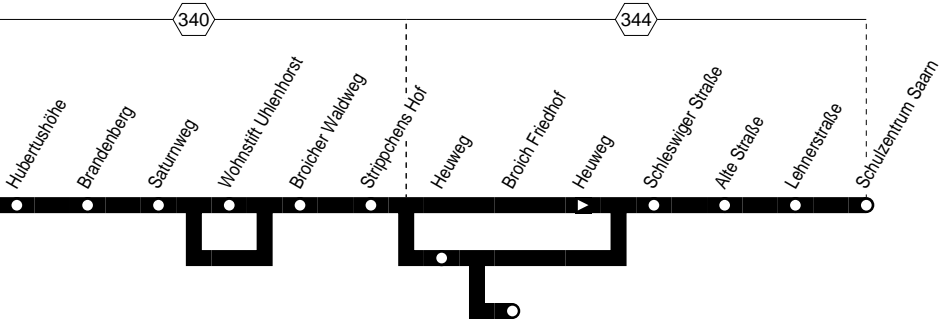 340
344
Hubertushöhe
Brandenberg
Saturnweg
Wohnstift Uhlenhorst
Broicher Waldweg
Strippchens Hof
Heuweg
Broich Friedhof
Heuweg
Schleswiger Straße
Alte Straße
Lehnerstraße
Schulzentrum Saarn